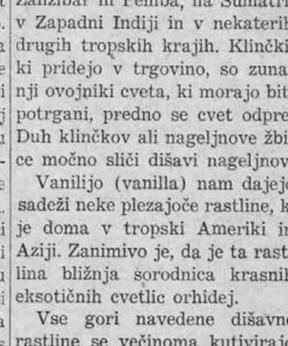 Zanzibar in Pemba, na Sumatri
v Zapadni Indiji in v nekaterih
drugih tropskih krajih. Klinčki
ki pridejo v trgovino, so zuna
nji ovojniki cveta, ki morajo bit
potrgani, predno se cvet odpre
Duh klinčkov ali nageljnove žbi
ce močno sliči dišavi nageljnov
Vanilijo (vanilla) nam dajejo
sadeži neke plezajoče rastline, k
je doma v tropski Ameriki in
Aziji. Zanimivo je, da je ta rast
lina bližnja sorodnica krasnih
eksotičnih cvetlic orhidej.
Vse gori navedene dišavne
rastline se večinoma kutivirajo